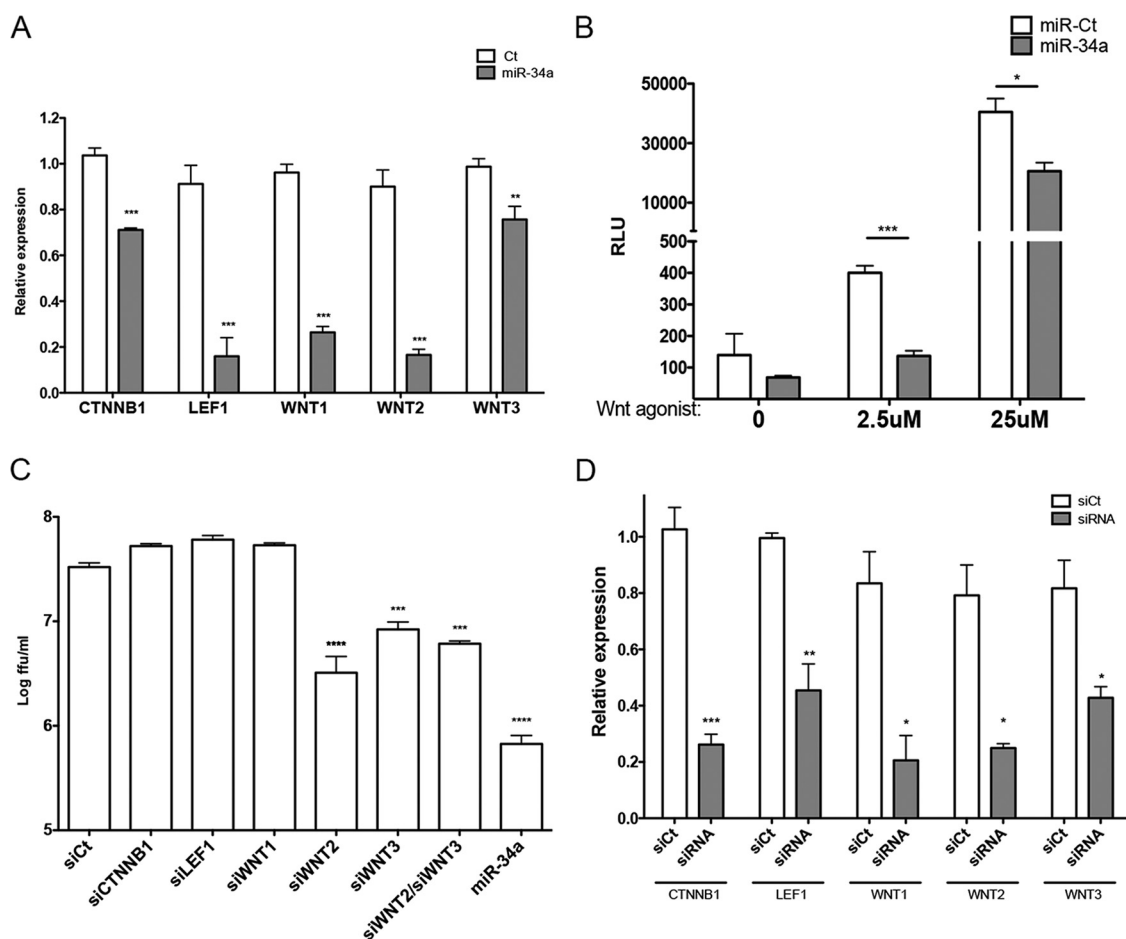 A
Ct
miR-34a
Relative expression
1.2
1.0
0.8
0.6
0.4
0.2
0.0
***
***
***
***
**
CTNNB1 LEF1 WNT1 WNT2 WNT3
B
miR-Ct
miR-34a
RLU
50000
30000
10000
500
400
300
200
100
***
*
Wnt agonist: 0 2.5uM 25uM
C
Log ffu/ml
8
7
6
5
****
***
***
****
siCt siCTNNB1 siLEF1 siWNT1 siWNT2 siWNT3 siWNT2/siWNT3 miR-34a
D
siCt
siRNA
Relative expression
1.0
0.8
0.6
0.4
0.2
0.0
***
**
*
*
*
siCt siRNA siCt siRNA siCt siRNA siCt siRNA siCt siRNA
CTNNB1 LEF1 WNT1 WNT2 WNT3